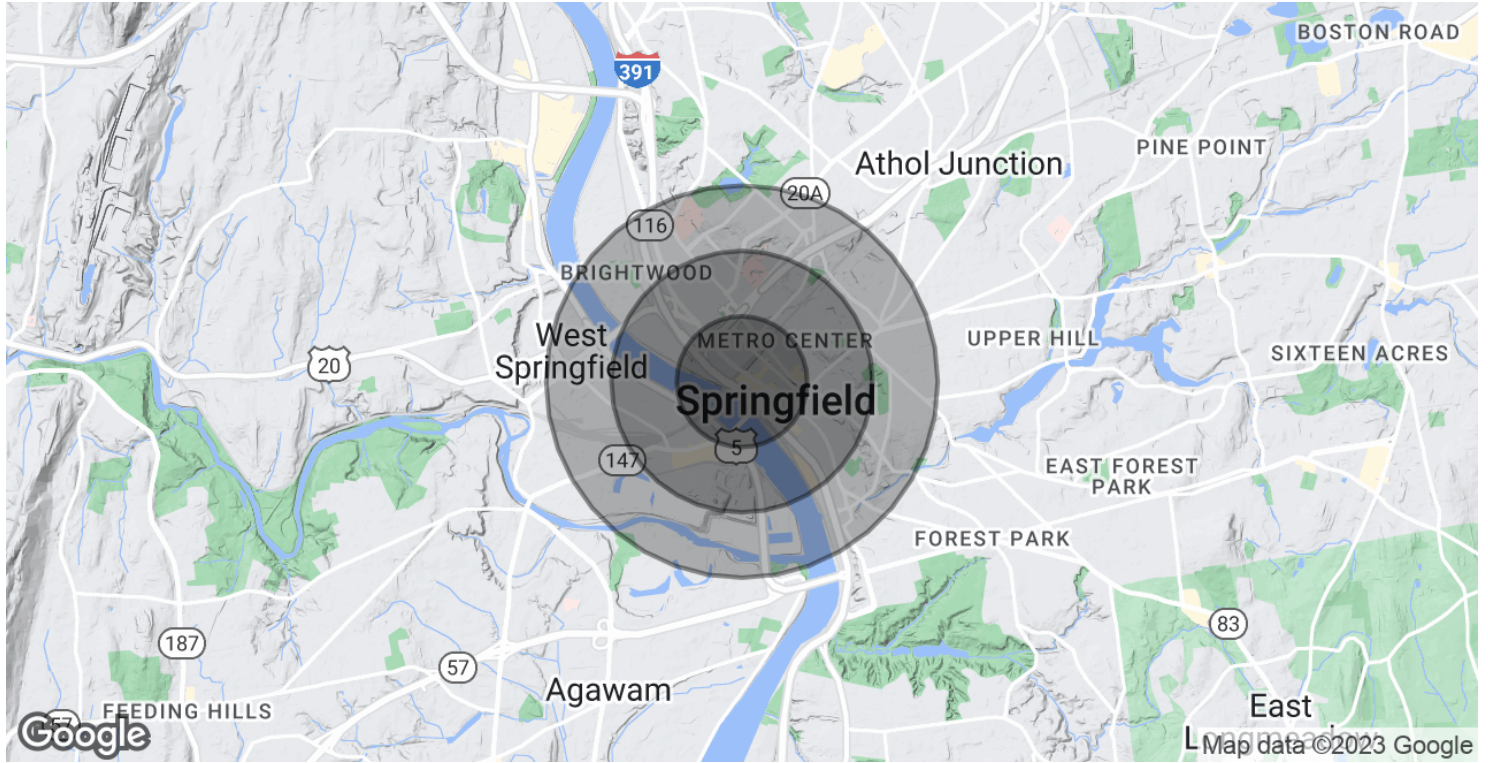 BOSTON ROAD
391
PINE POINT
Athol Junction
20A
116
BRIGHTWOOD
West
Springfield
METRO CENTER
UPPER HILL
SIXTEEN ACRES
20
Springfield
5
147
EAST FOREST
PARK
FOREST PARK
83
187
57
Agawam
FEEDING HILLS
East
Longmeadow
57
Google
Map data ©2023 Google